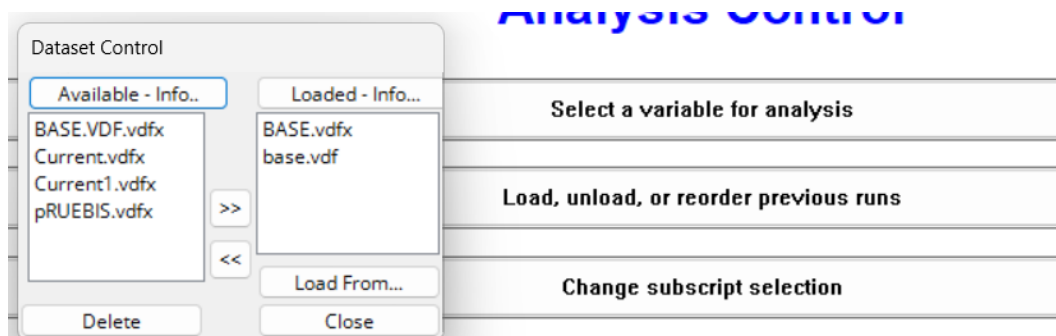 Analysis Control
Dataset Control
Available - Info..
Loaded - Info...
BASE.VDF.vdfx
Current.vdfx
Current1.vdfx
pRUEBIS.vdfx
BASE.vdfx
base.vdf
>>
<<
Load From...
Delete
Close
Select a variable for analysis
Load, unload, or reorder previous runs
Change subscript selection